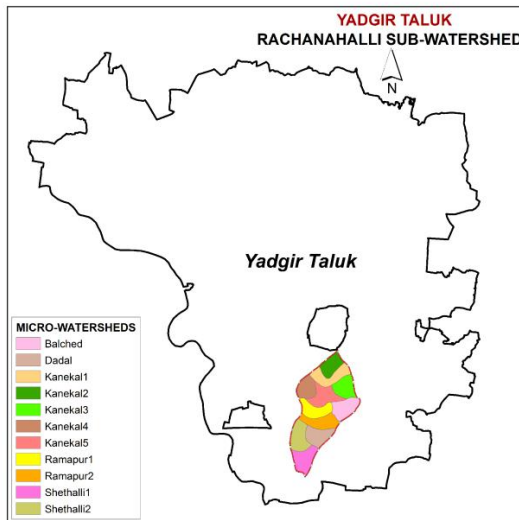 YADGIR TALUK
RACHANAHALLI SUB-WATERSHED
N
Yadgir Taluk
MICRO-WATERSHEDS
Balched
Dadal
Kanekal1
Kanekal2
Kanekal3
Kanekal4
Kanekal5
Ramapur1
Ramapur2
Shethalli1
Shethalli2